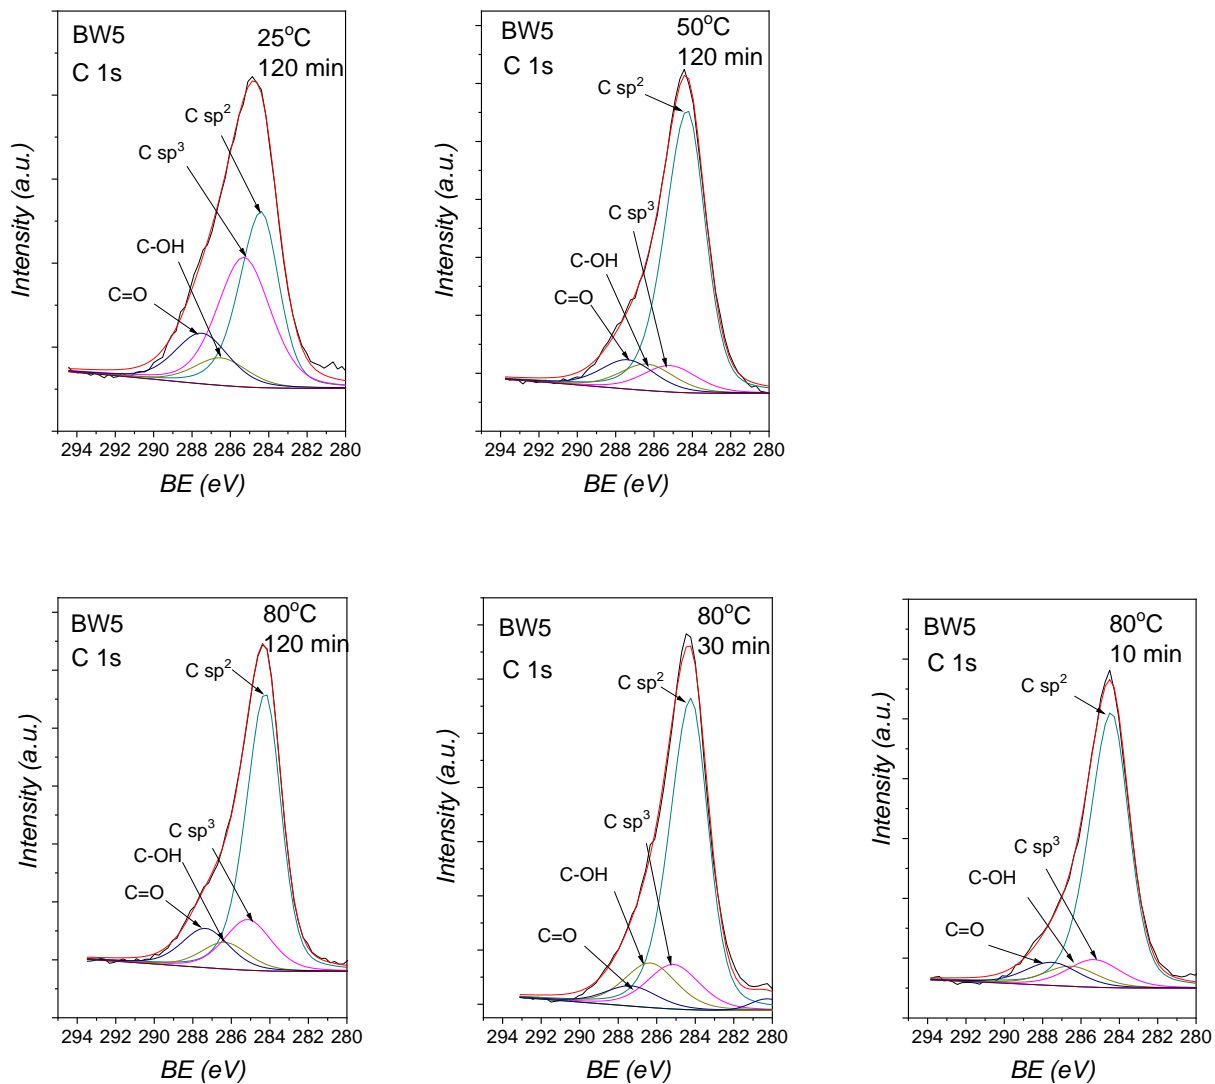 BW5
C 1s
25°C
120 min
C sp²
C sp³
C-OH
C=O
Intensity (a.u.)
294 292 290 288 286 284 282 280
BE (eV)
BW5
C 1s
50°C
120 min
C sp²
C sp³
C-OH
C=O
Intensity (a.u.)
294 292 290 288 286 284 282 280
BE (eV)
BW5
C 1s
80°C
120 min
C sp²
C sp³
C-OH
C=O
Intensity (a.u.)
294 292 290 288 286 284 282 280
BE (eV)
BW5
C 1s
80°C
30 min
C sp²
C sp³
C-OH
C=O
Intensity (a.u.)
294 292 290 288 286 284 282 280
BE (eV)
BW5
C 1s
80°C
10 min
C sp²
C sp³
C-OH
C=O
Intensity (a.u.)
294 292 290 288 286 284 282 280
BE (eV)